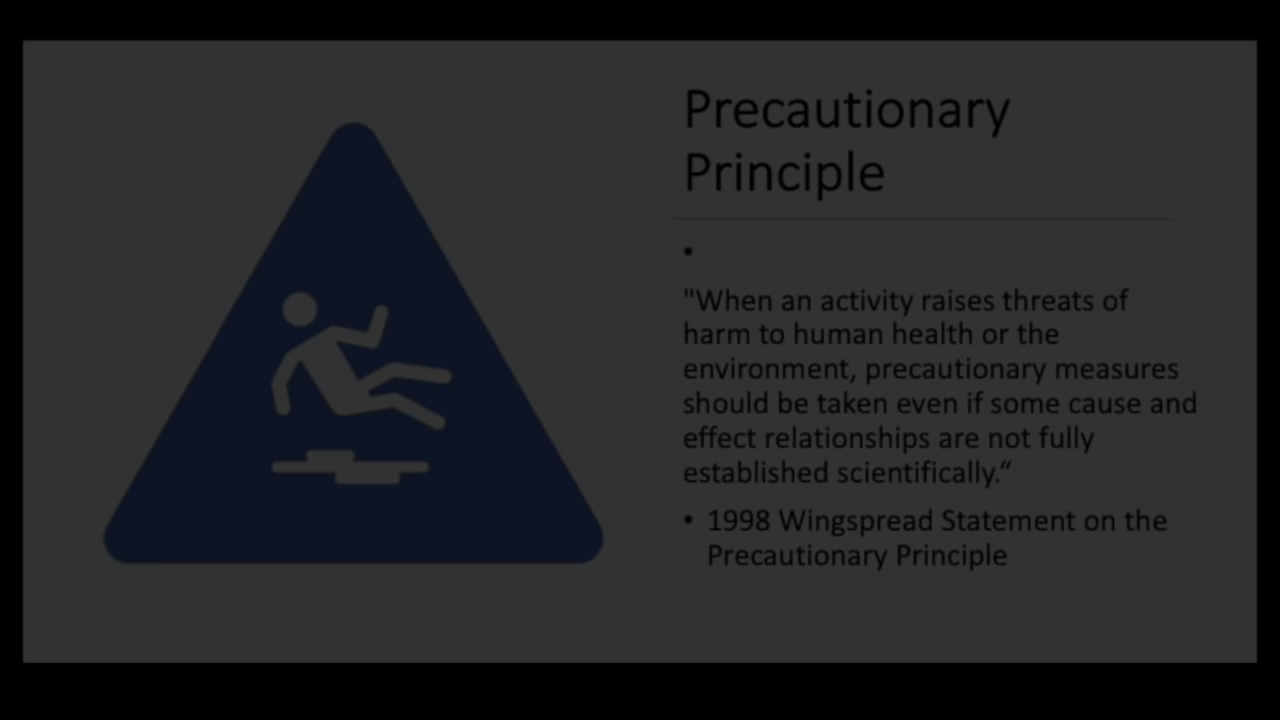 Precautionary
Principle
•
"When an activity raises threats of
harm to human health or the
environment, precautionary measures
should be taken even if some cause and
effect relationships are not fully
established scientifically.“
• 1998 Wingspread Statement on the
Precautionary Principle